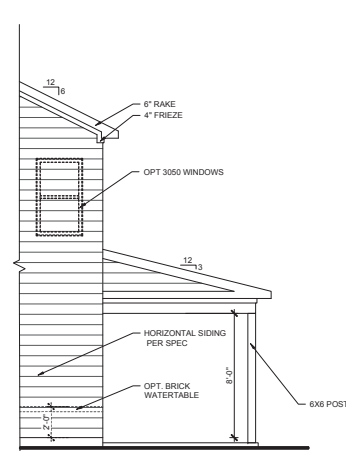 12
6
6" RAKE
4" FRIEZE
OPT 3050 WINDOWS
12
3
HORIZONTAL SIDING
PER SPEC
8'-0"
OPT. BRICK
WATERTABLE
2'-0"
6X6 POST